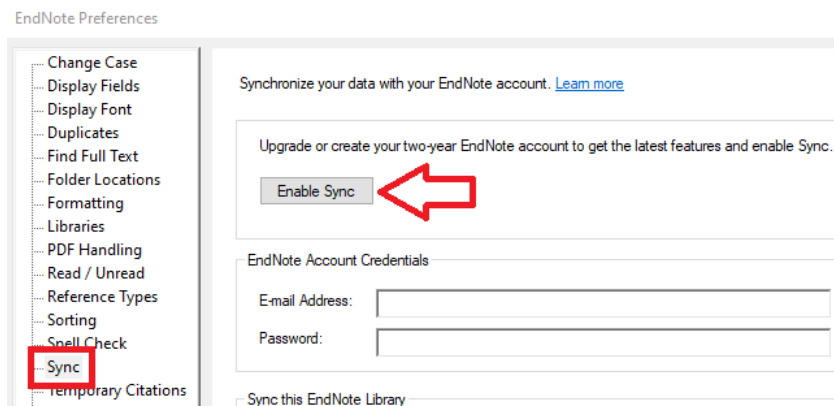 EndNote Preferences
Change Case
Display Fields
Display Font
Duplicates
Find Full Text
Folder Locations
Formatting
Libraries
PDF Handling
Read / Unread
Reference Types
Sorting
Spell Check
Sync
Temporary Citations
Synchronize your data with your EndNote account. Learn more
Upgrade or create your two-year EndNote account to get the latest features and enable Sync.
Enable Sync
EndNote Account Credentials
E-mail Address:
Password:
Sync this EndNote Library